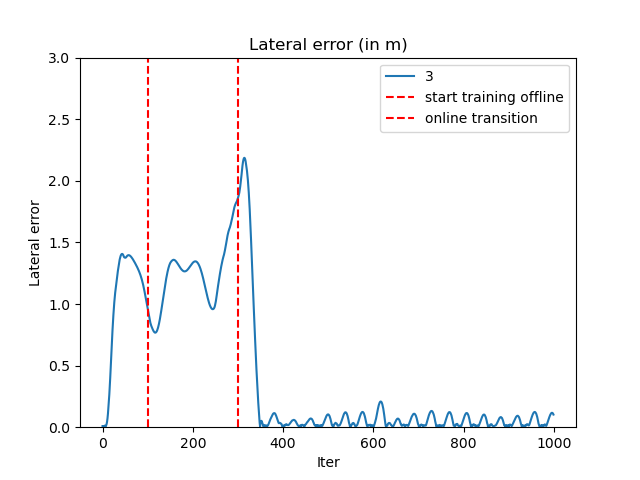 Lateral error (in m)
3
start training offline
online transition
3.0
2.5
2.0
1.5
1.0
0.5
0.0
Lateral error
0
200
400
600
800
1000
Iter